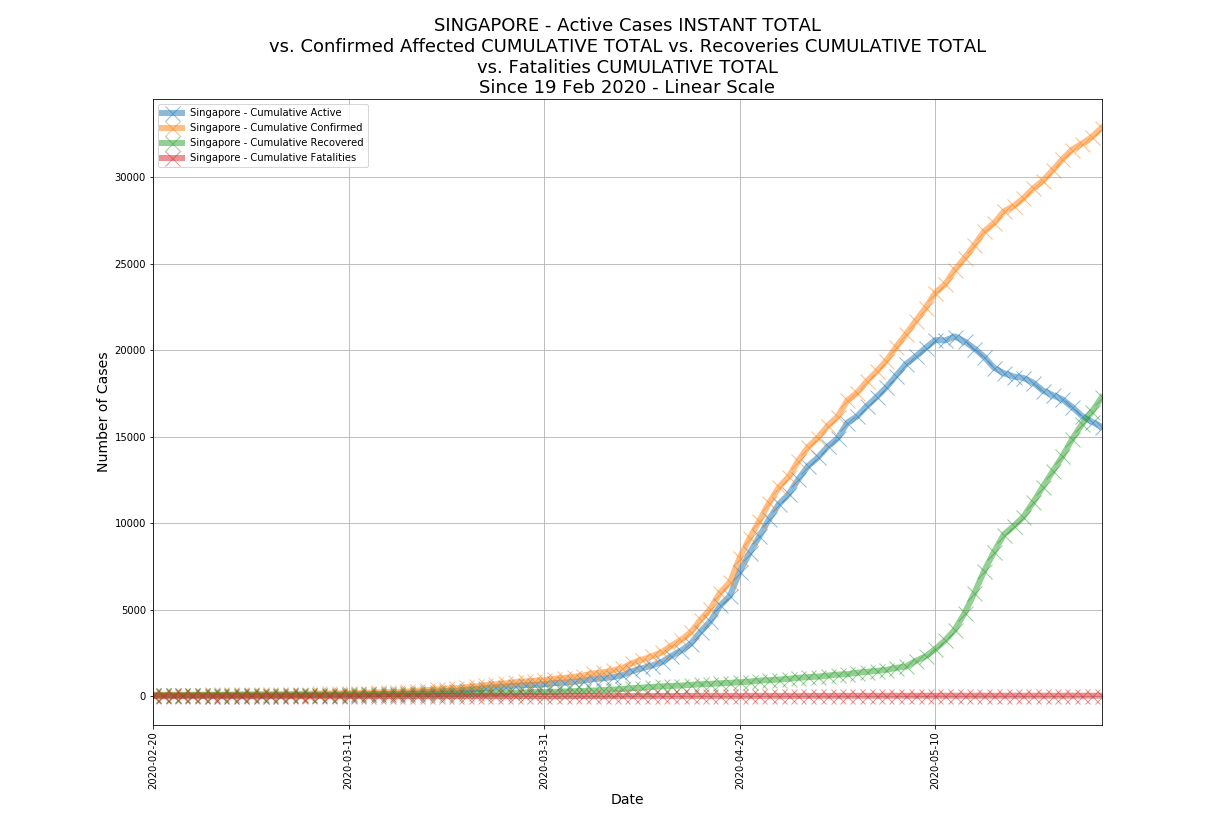 SINGAPORE - Active Cases INSTANT TOTAL
vs. Confirmed Affected CUMULATIVE TOTAL vs. Recoveries CUMULATIVE TOTAL
vs. Fatalities CUMULATIVE TOTAL
Since 19 Feb 2020 - Linear Scale
Singapore - Cumulative Active
Singapore - Cumulative Confirmed
Singapore - Cumulative Recovered
Singapore - Cumulative Fatalities
Number of Cases
30000
25000
20000
15000
10000
5000
0
2020-02-20
2020-03-11
2020-03-31
2020-04-20
2020-05-10
Date